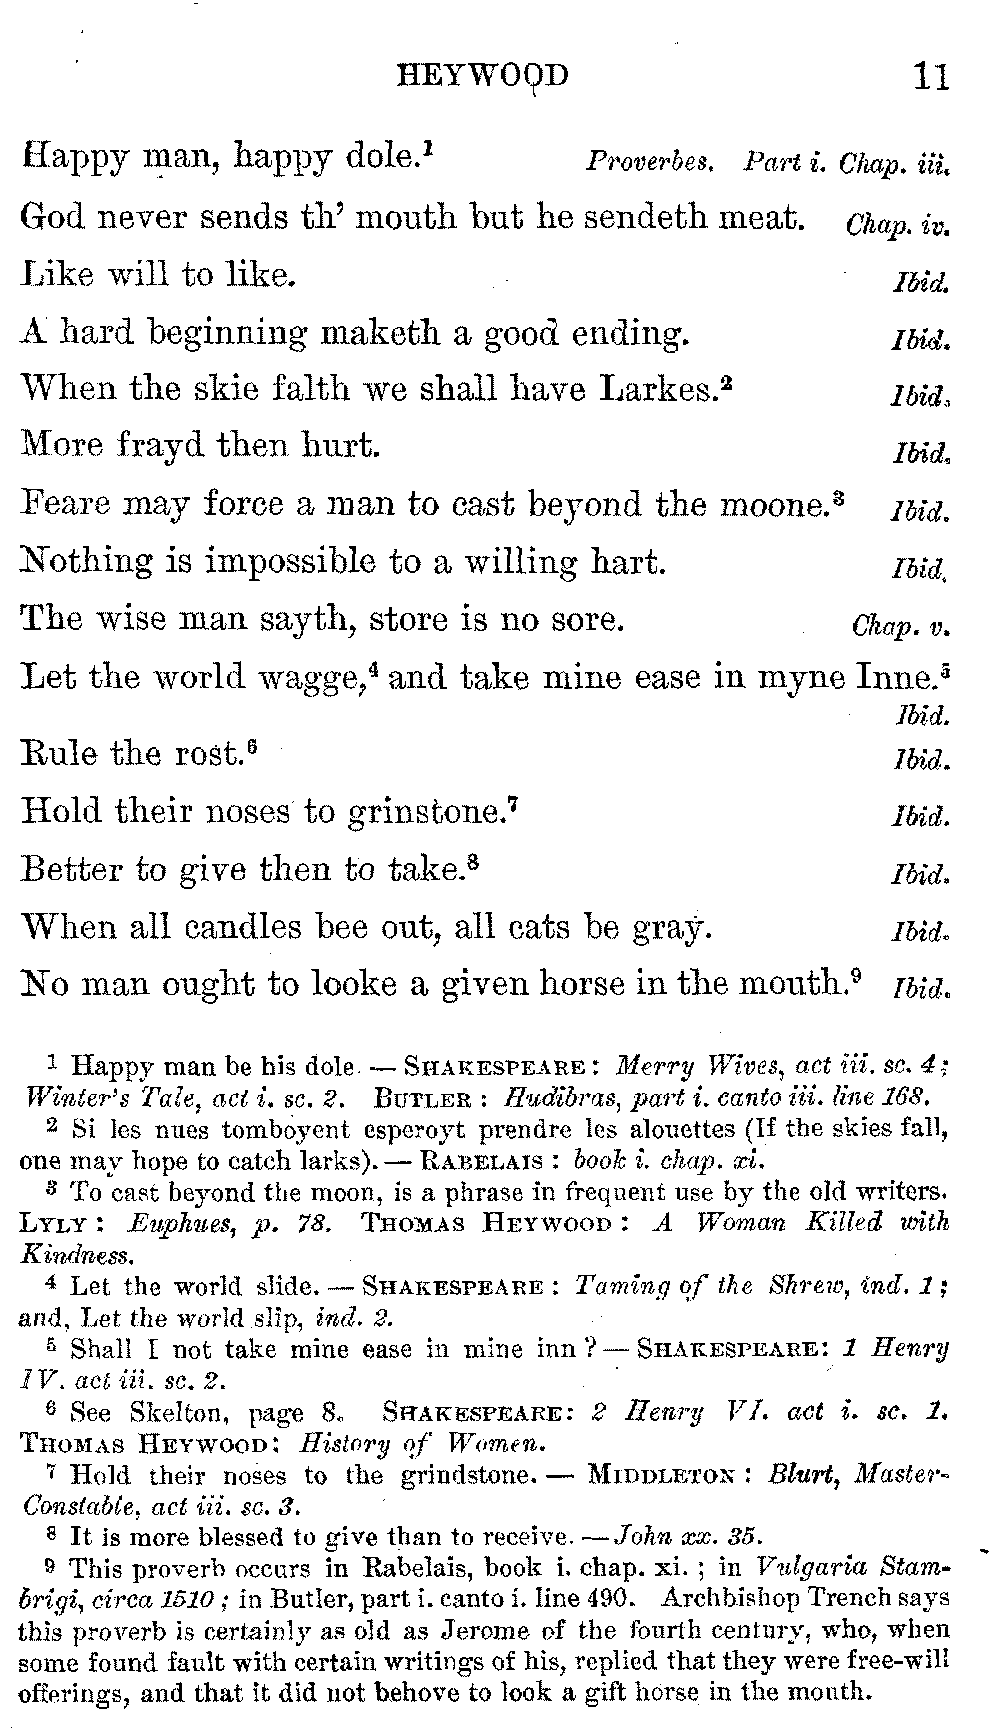 HEYWOOD 11
Happy man, happy dole.¹ Proverbes. Part i. Chap. iii.
God never sends th' mouth but he sendeth meat. Chap. iv.
Like will to like. Ibid.
A hard beginning maketh a good ending. Ibid.
When the skie falth we shall have Larkes.² Ibid.
More frayd then hurt. Ibid.
Feare may force a man to cast beyond the moone.³ Ibid.
Nothing is impossible to a willing hart. Ibid.
The wise man sayth, store is no sore. Chap. v.
Let the world wagge,⁴ and take mine ease in myne Inne.⁵
Ibid.
Rule the rost.⁶ Ibid.
Hold their noses to grinstone.⁷ Ibid.
Better to give then to take.⁸ Ibid.
When all candles bee out, all cats be gray. Ibid.
No man ought to looke a given horse in the mouth.⁹ Ibid.
1 Happy man be his dole. — SHAKESPEARE: Merry Wives, act iii. sc. 4;
Winter's Tale, act i. sc. 2. BUTLER: Hudibras, part i. canto iii. line 168.
2 Si les nues tomboyent esperoyt prendre les alouettes (If the skies fall,
one may hope to catch larks). — RABELAIS: book i. chap. xi.
3 To cast beyond the moon, is a phrase in frequent use by the old writers.
LYLY: Euphues, p. 78. THOMAS HEYWOOD: A Woman Killed with
Kindness.
4 Let the world slide. — SHAKESPEARE: Taming of the Shrew, ind. 1;
and, Let the world slip, ind. 2.
5 Shall I not take mine ease in mine inn? — SHAKESPEARE: 1 Henry
IV. act iii. sc. 2.
6 See Skelton, page 8. SHAKESPEARE: 2 Henry VI. act i. sc. 1.
THOMAS HEYWOOD: History of Women.
7 Hold their noses to the grindstone. — MIDDLETON: Blurt, Master-
Constable, act iii. sc. 3.
8 It is more blessed to give than to receive. — John xx. 35.
9 This proverb occurs in Rabelais, book i. chap. xi.; in Vulgaria Stam-
brigi, circa 1510; in Butler, part i. canto i. line 490. Archbishop Trench says
this proverb is certainly as old as Jerome of the fourth century, who, when
some found fault with certain writings of his, replied that they were free-will
offerings, and that it did not behove to look a gift horse in the mouth.